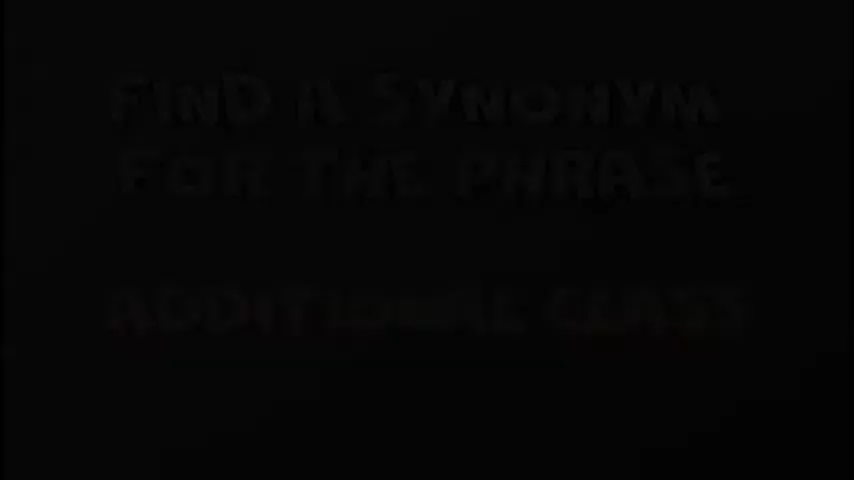 FIND A SYNONYM
FOR THE PHRASE
ADDITIONAL CLASS